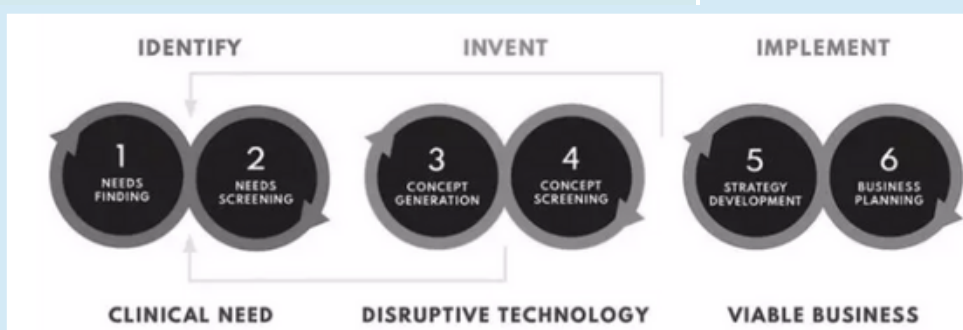 IDENTIFY
INVENT
IMPLEMENT
1
NEEDS
FINDING
2
NEEDS
SCREENING
3
CONCEPT
GENERATION
4
CONCEPT
SCREENING
5
STRATEGY
DEVELOPMENT
6
BUSINESS
PLANNING
CLINICAL NEED
DISRUPTIVE TECHNOLOGY
VIABLE BUSINESS